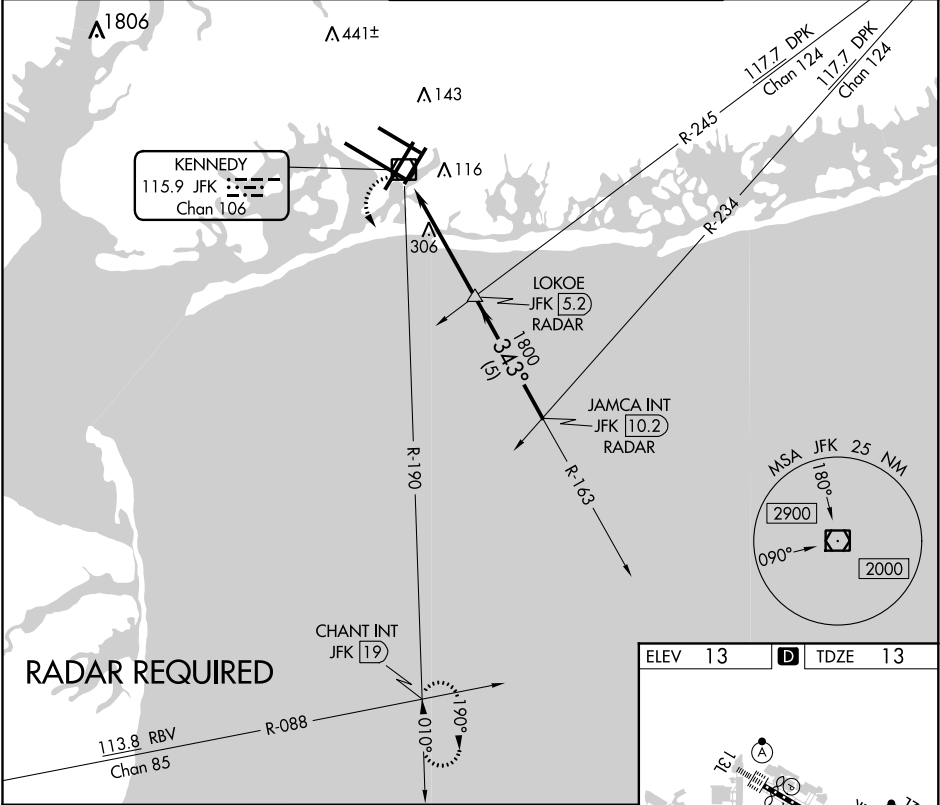 1806
441±
117.7 DPK
Chan 124
117.7 DPK
Chan 124
143
R-245
KENNEDY
115.9 JFK
Chan 106
116
R-234
306
LOKOE
JFK 5.2
RADAR
1800
343°
(5)
JAMCA INT
JFK 10.2
RADAR
R-190
R-163
MSA JFK 25 NM
180°
2900
090°
2000
CHANT INT
JFK 19
RADAR REQUIRED
ELEV 13 D TDZE 13
190°
010°
R-088
113.8 RBV
Chan 85
A
13L
P